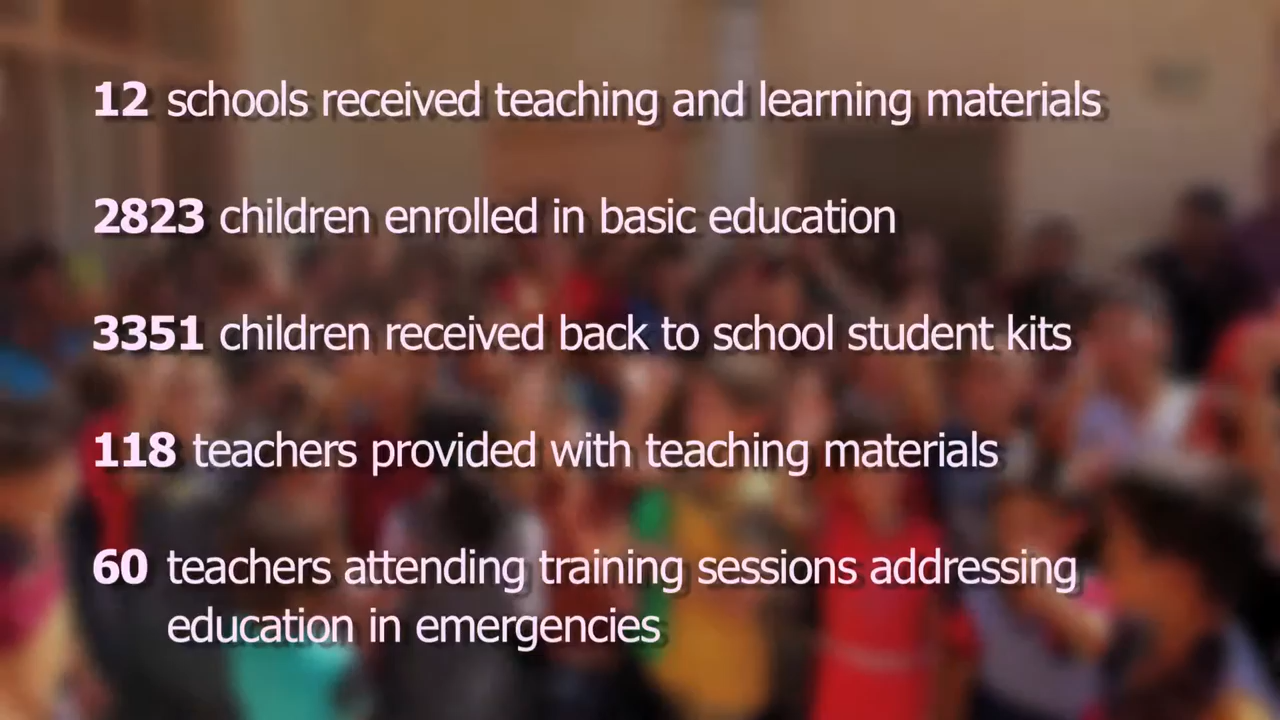 12 schools received teaching and learning materials
2823 children enrolled in basic education
3351 children received back to school student kits
118 teachers provided with teaching materials
60 teachers attending training sessions addressing
education in emergencies